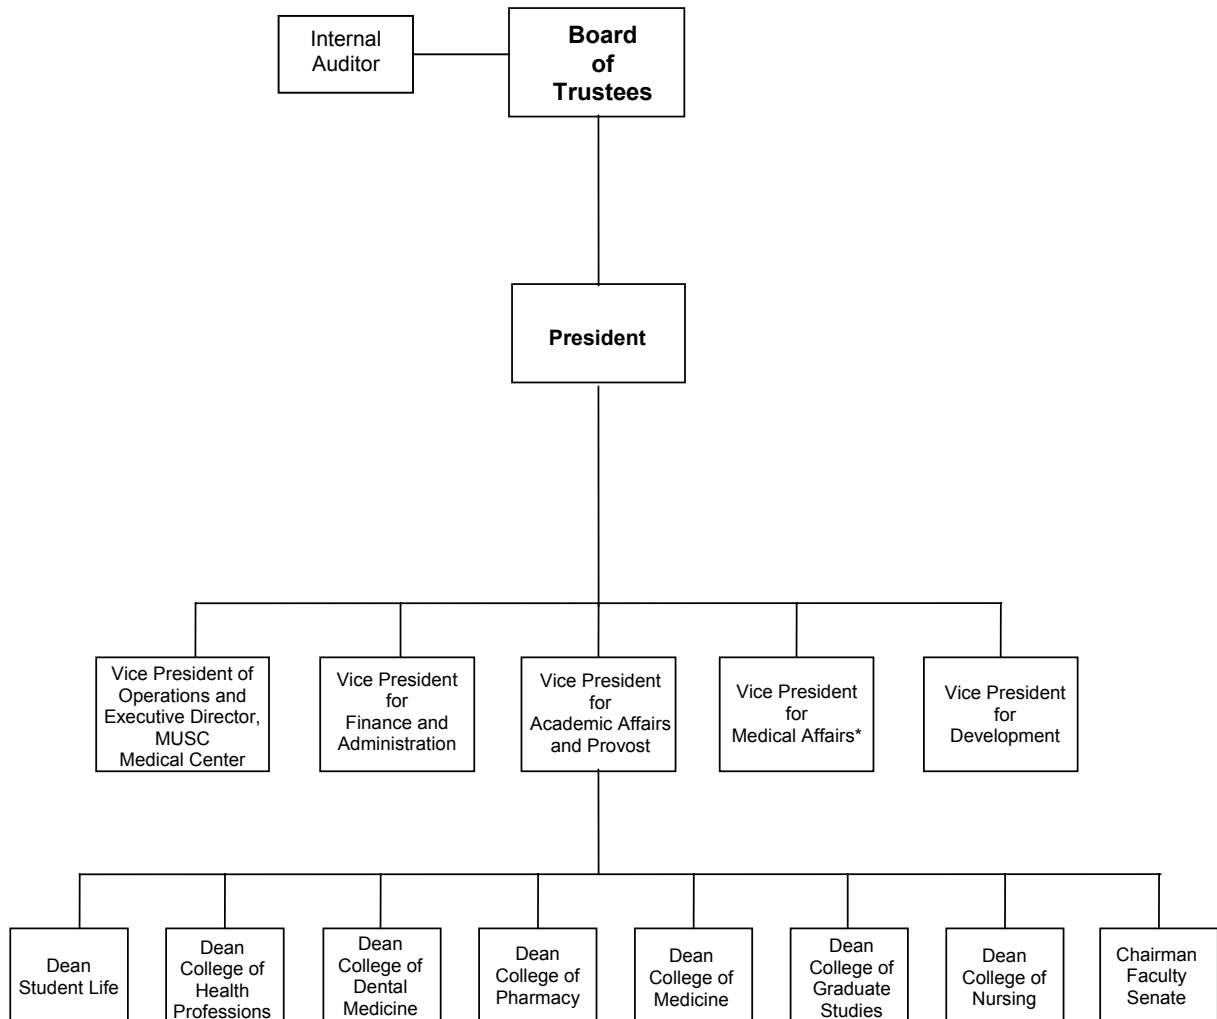 Internal
Auditor
Board
of
Trustees
President
Vice President of
Operations and
Executive Director,
MUSC
Medical Center
Vice President
for
Finance and
Administration
Vice President
for
Academic Affairs
and Provost
Vice President
for
Medical Affairs*
Vice President
for
Development
Dean
Student Life
Dean
College of
Health
Professions
Dean
College of
Dental
Medicine
Dean
College of
Pharmacy
Dean
College of
Medicine
Dean
College of
Graduate
Studies
Dean
College of
Nursing
Chairman
Faculty
Senate